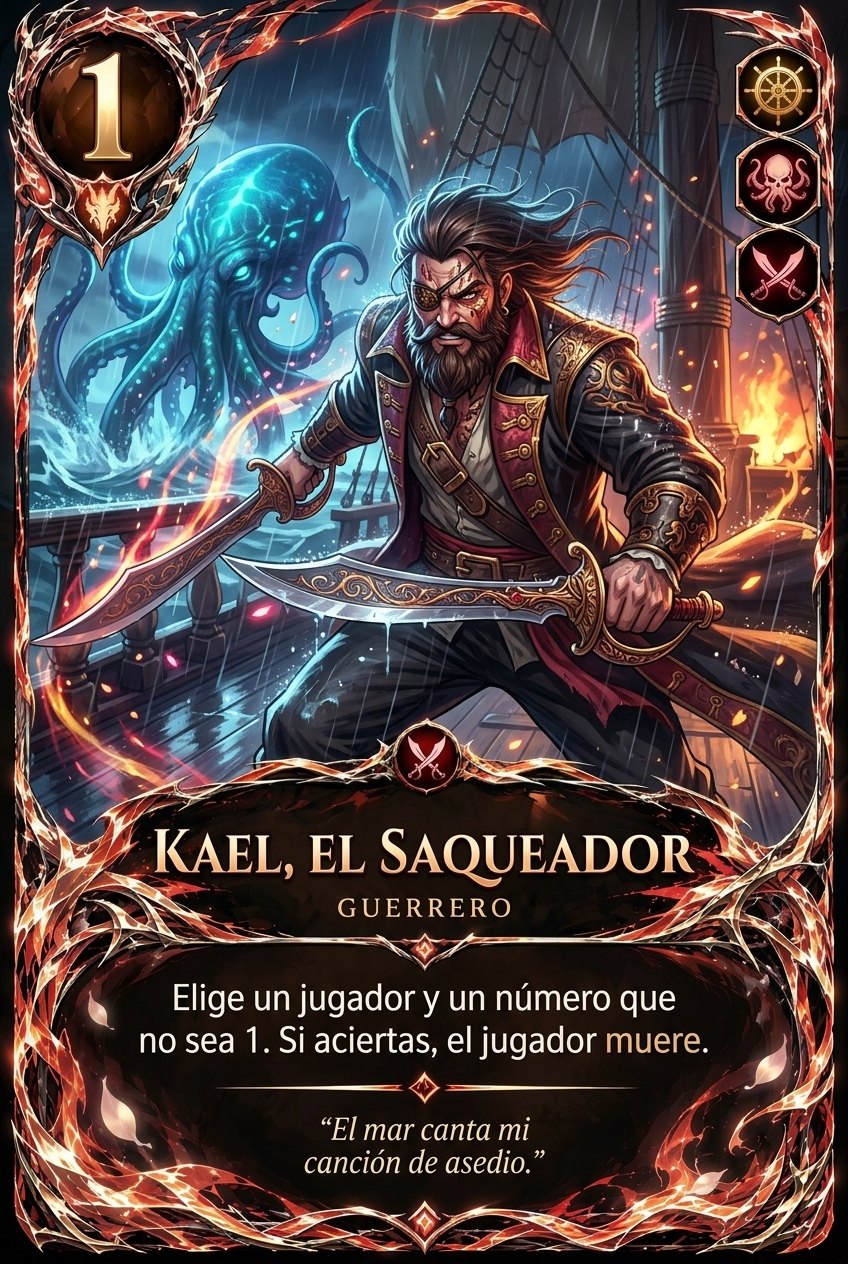 1
KAEL, EL SAQUEADOR
GUERRERO
Elige un jugador y un número que
no sea 1. Si aciertas, el jugador muere.
“El mar canta mi
canción de asedio.”